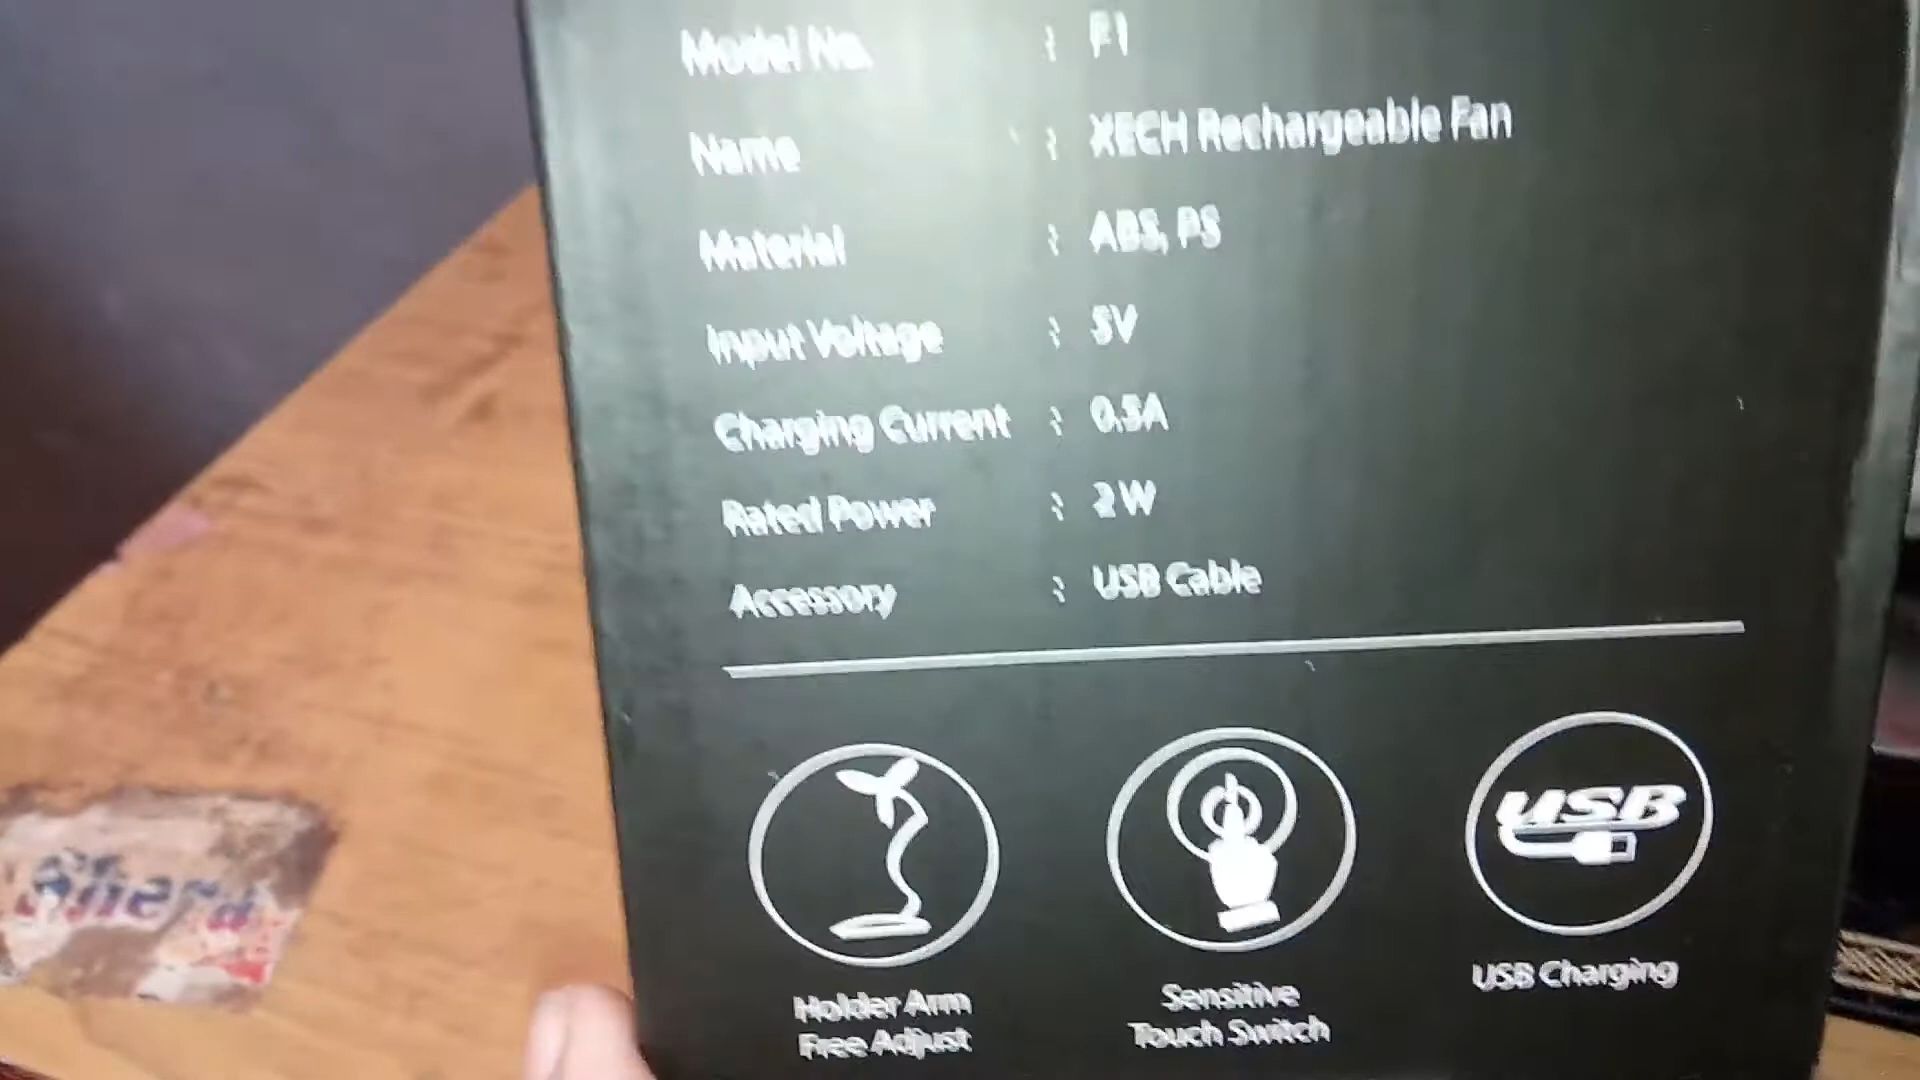 Model No. : F1
Name : XECH Rechargeable Fan
Material : ABS, PS
Input Voltage : 5V
Charging Current : 0.5A
Rated Power : 2W
Accessory : USB Cable
USB
Holder Arm
Free Adjust
Sensitive
Touch Switch
USB Charging